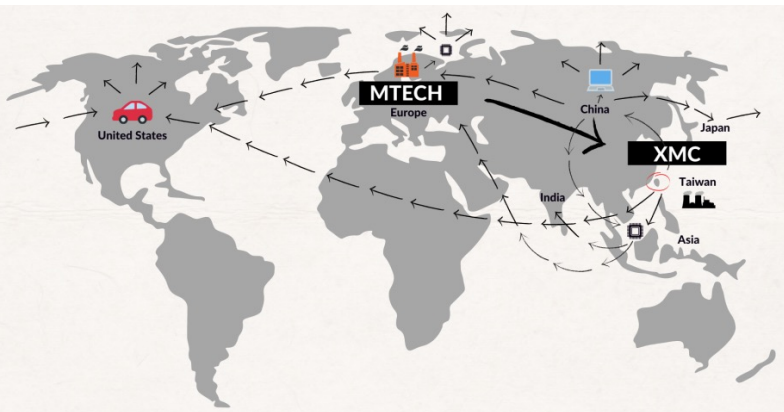 MTECH
Europe
United States
China
Japan
XMC
Taiwan
India
Asia